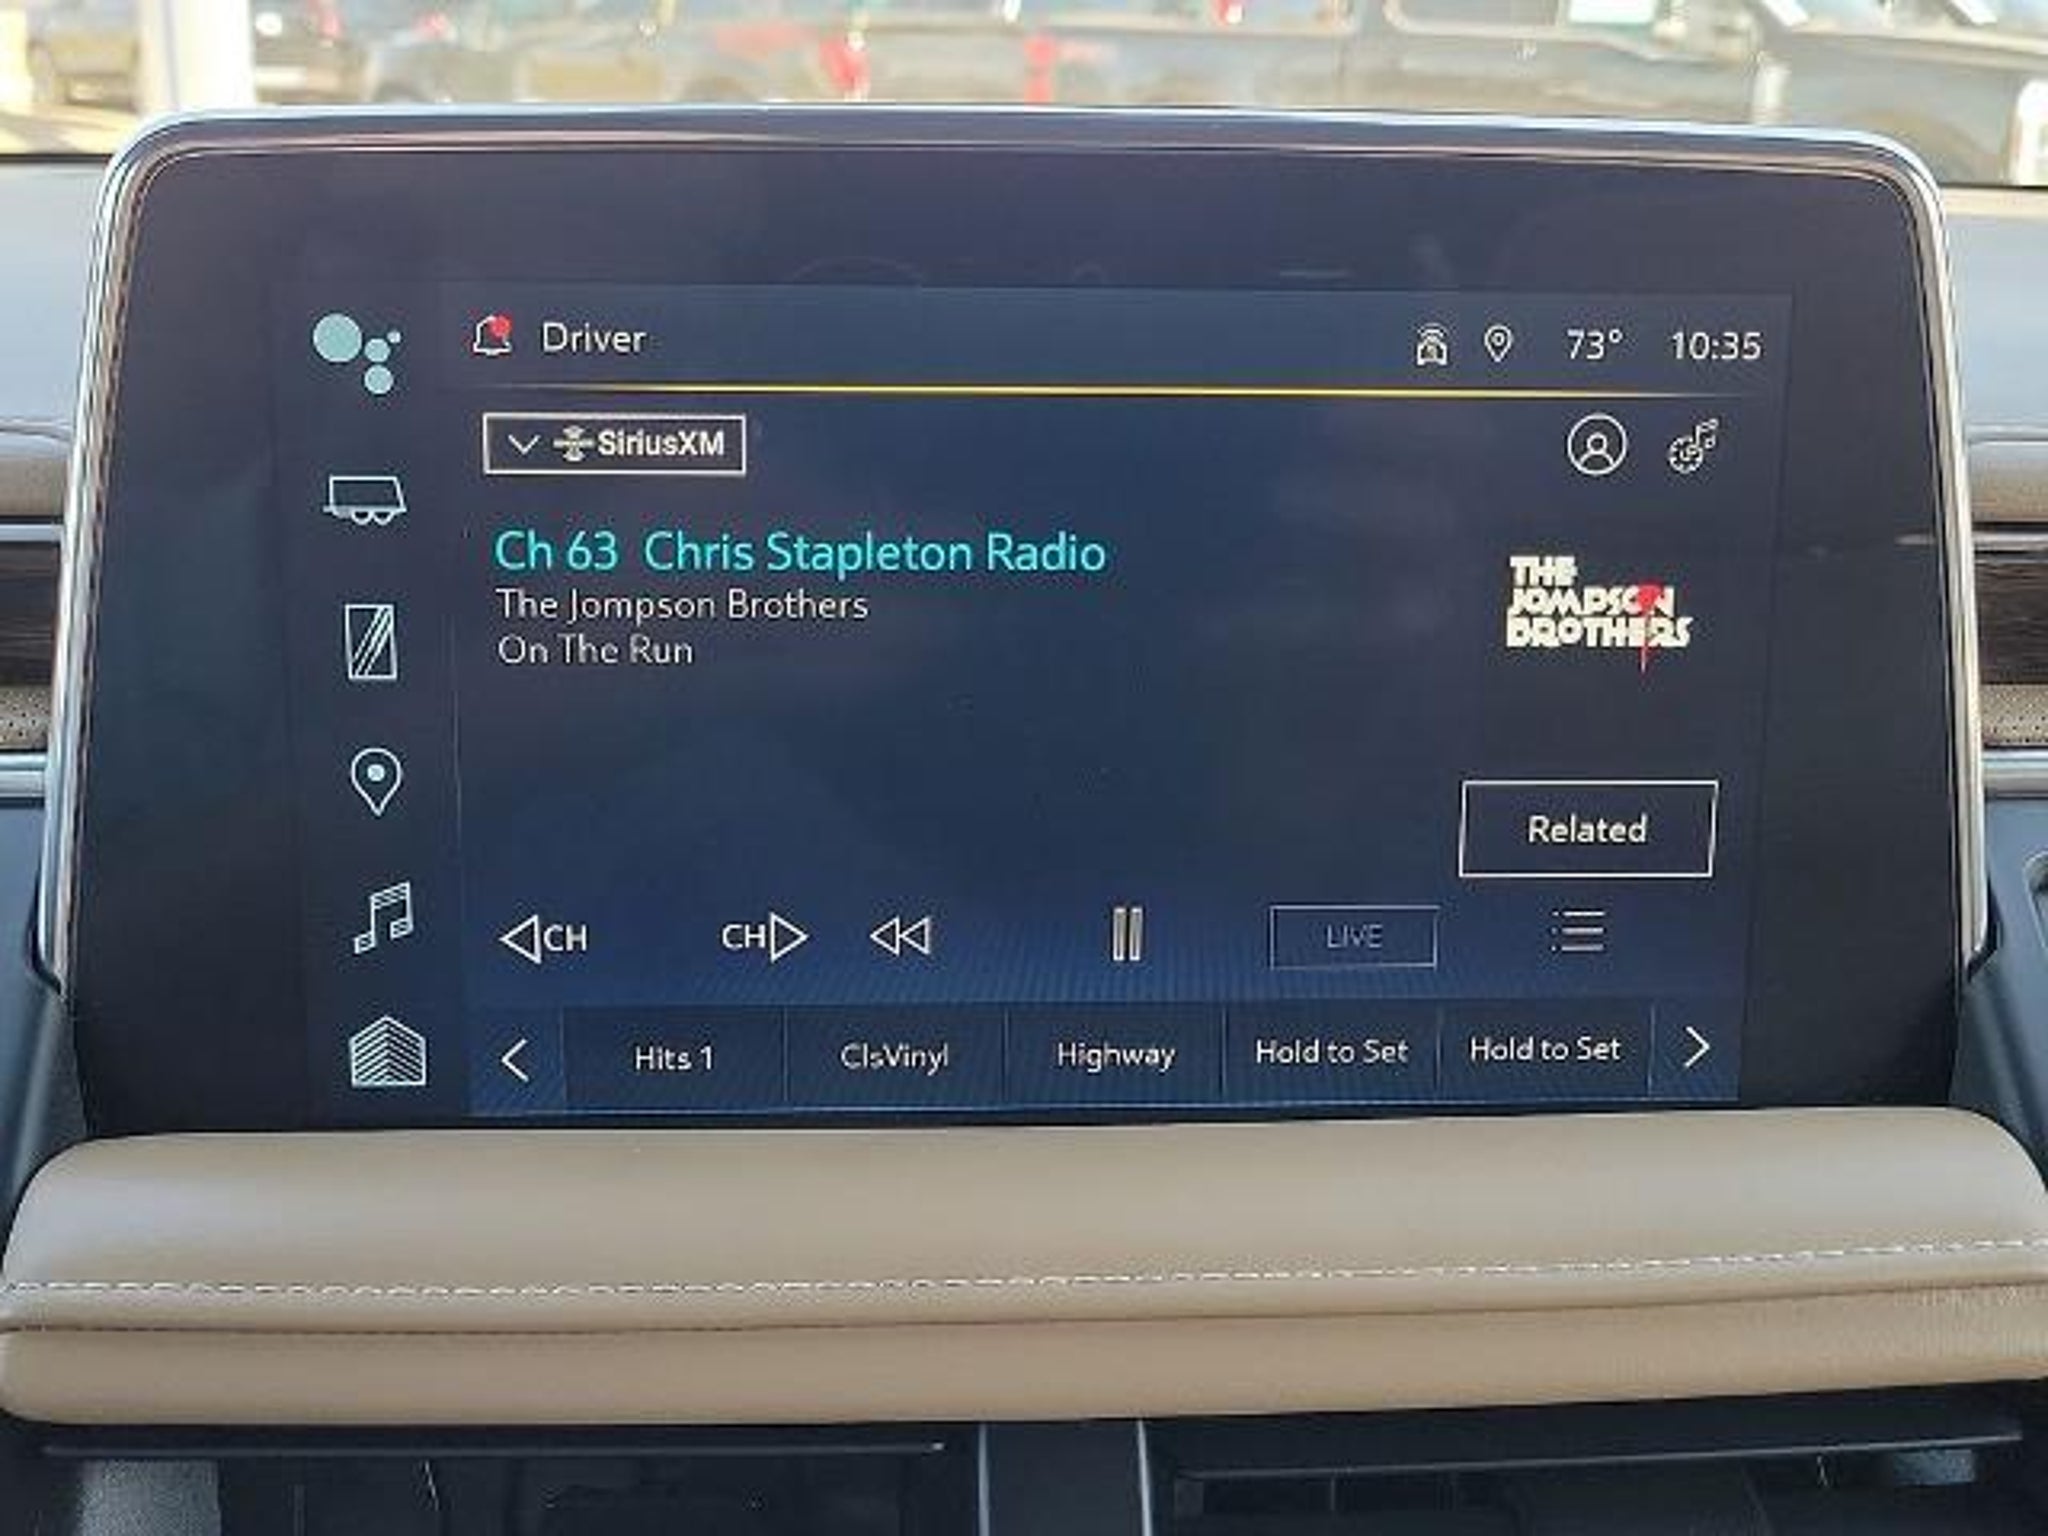 Driver
73° 10:35
SiriusXM
Ch 63 Chris Stapleton Radio
The Jompson Brothers
On The Run
THE
JOMPSON
BROTHERS
Related
CH CH LIVE
Hits 1 ClsVinyl Highway Hold to Set Hold to Set